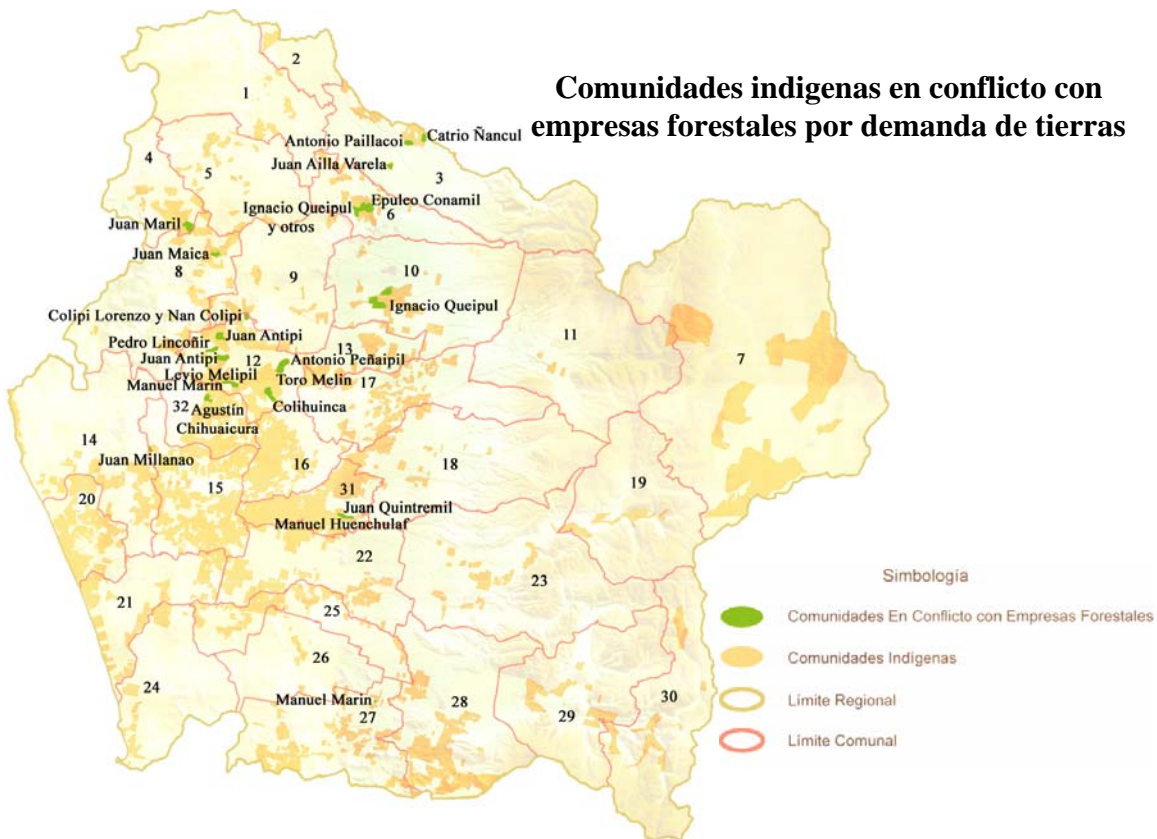 Comunidades indigenas en conflicto con
empresas forestales por demanda de tierras
2
1
Antonio Paillacoi
Catrio Ñancul
4
5
Juan Ailla Varela
3
Ignacio Queipul
y otros
Epuleo Conamil
6
Juan Maril
Juan Maica
8
9
10
Ignacio Queipul
11
7
Colipi Lorenzo y Nan Colipi
Juan Antipi
Pedro Lincoñir
Juan Antipi
12
13
Antonio Peñaipil
Levio Melipil
Toro Melin
17
Manuel Marin
32
Agustín
Chihuaicura
Colihuinca
14
Juan Millanao
16
18
15
20
19
31
Juan Quintremil
Manuel Huenchulaf
22
23
21
25
26
24
Manuel Marin
27
28
29
30
Simbología
Comunidades En Conflicto con Empresas Forestales
Comunidades Indígenas
Límite Regional
Límite Comunal